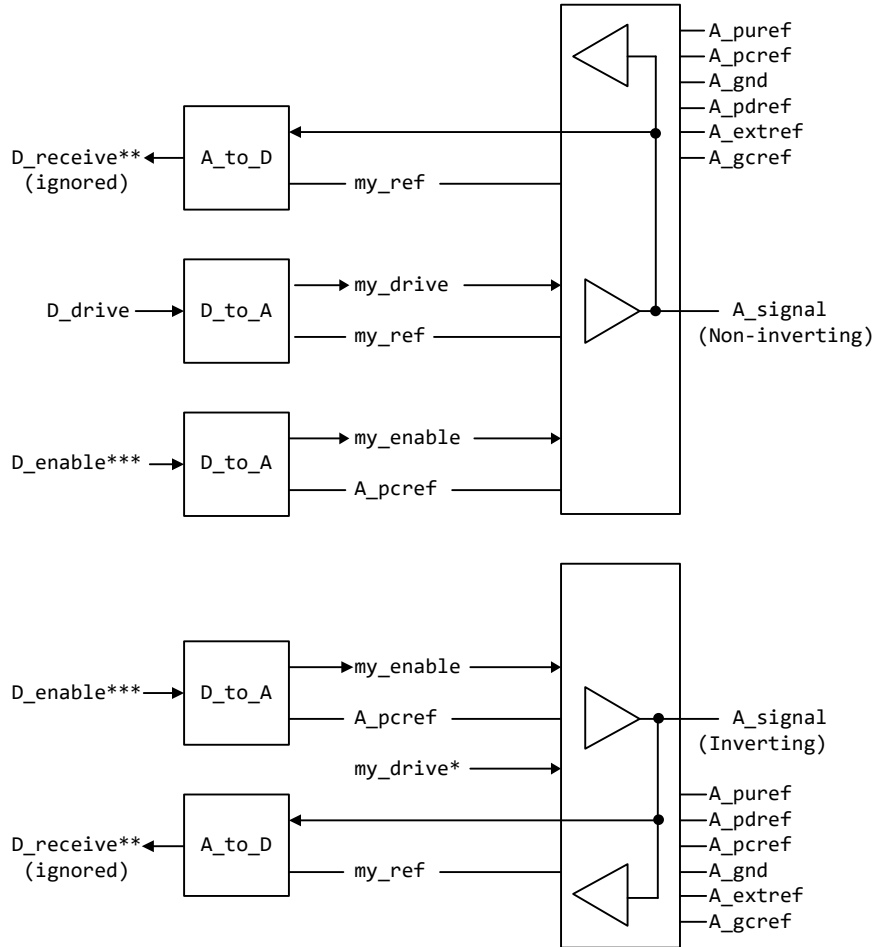 A_puref
A_pcref
A_gnd
A_pdref
A_extref
A_gcref
D_receive**
(ignored)
A_to_D
my_ref
D_drive
D_to_A
my_drive
my_ref
A_signal
(Non-inverting)
D_enable***
D_to_A
my_enable
A_pcref
D_enable***
D_to_A
my_enable
A_pcref
my_drive*
A_signal
(Inverting)
D_receive**
(ignored)
A_to_D
my_ref
A_puref
A_pdref
A_pcref
A_gnd
A_extref
A_gcref